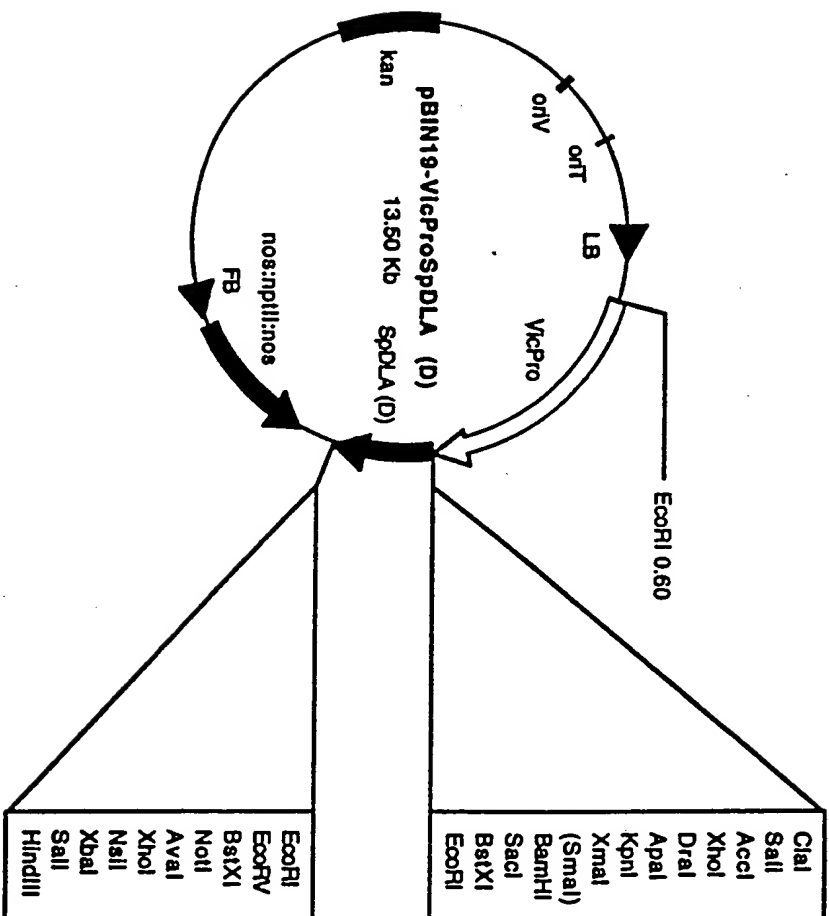 EcoRI 0.60
LB
oriT
oriV
VicPro
kan
pBIN19-VicProSpDLA (D)
13.50 Kb
SpDLA (D)
nos:nptII:nos
FB
ClaI
SalI
AccI
XhoI
DraI
ApaI
KpnI
XmaI
(SmaI)
BamHI
SacI
BstXI
EcoRI
EcoRI
EcoRV
BstXI
NotI
AvaI
XhoI
NsiI
XbaI
SalI
HindIII